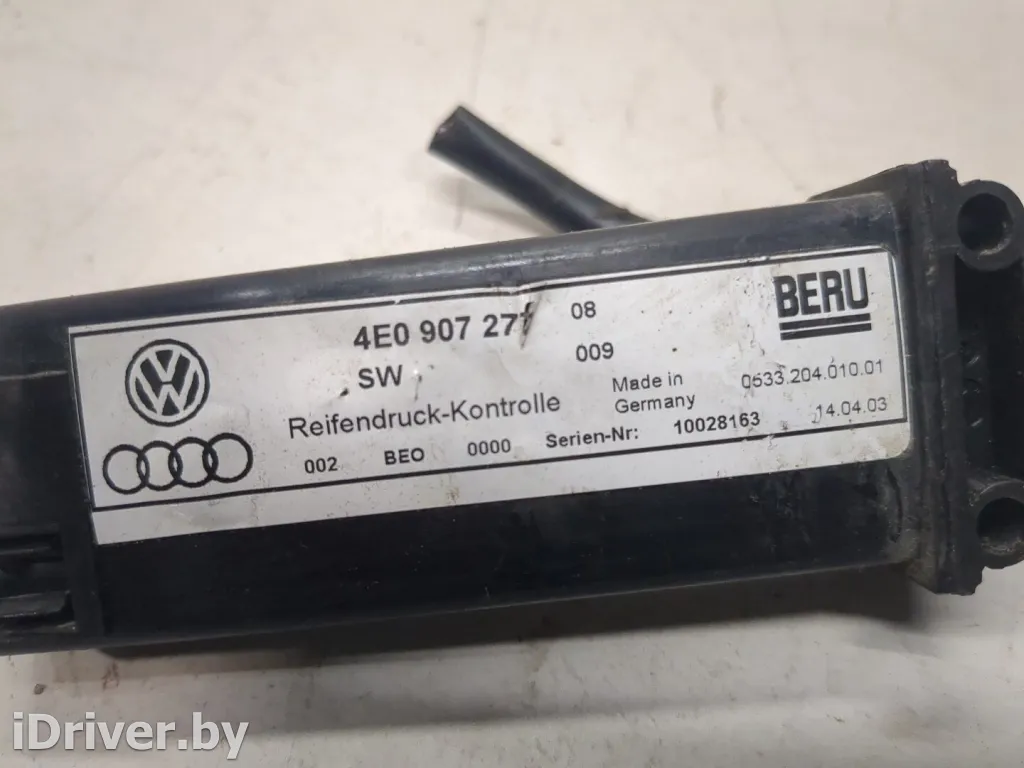 4E0 907 277 08
SW 009
BERU
Reifendruck-Kontrolle
Made in Germany
0533.204.010.01
002 BEO 0000 Serien-Nr: 10028163 14.04.03
iDriver.by